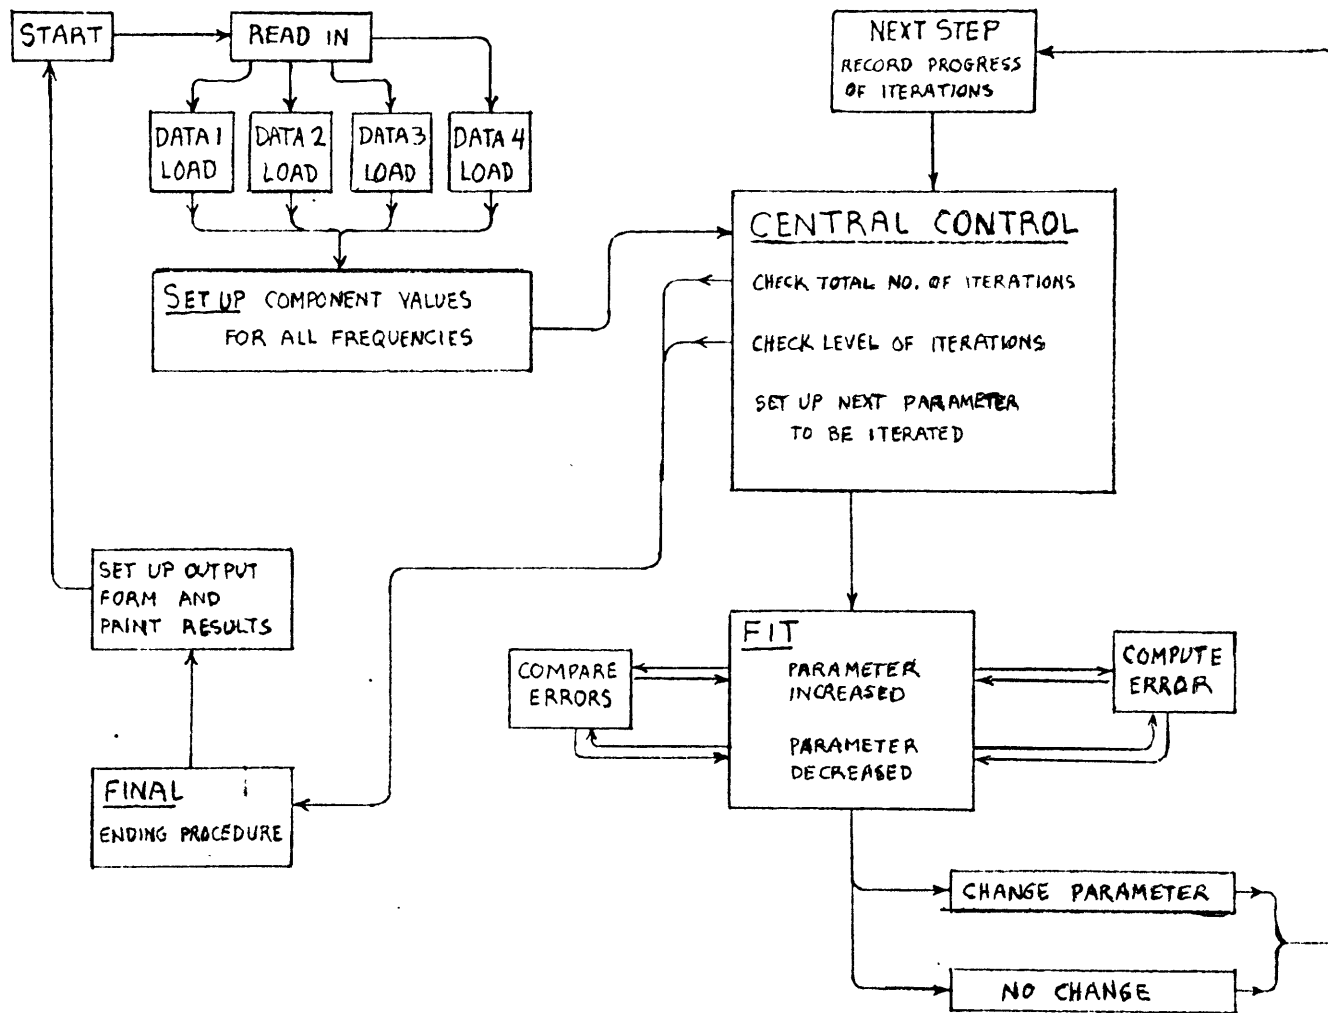 START
READ IN
DATA 1
LOAD
DATA 2
LOAD
DATA 3
LOAD
DATA 4
LOAD
SET UP COMPONENT VALUES
FOR ALL FREQUENCIES
NEXT STEP
RECORD PROGRESS
OF ITERATIONS
CENTRAL CONTROL
CHECK TOTAL NO. OF ITERATIONS
CHECK LEVEL OF ITERATIONS
SET UP NEXT PARAMETER
TO BE ITERATED
SET UP OUTPUT
FORM AND
PRINT RESULTS
FINAL
ENDING PROCEDURE
COMPARE
ERRORS
FIT
PARAMETER
INCREASED
PARAMETER
DECREASED
COMPUTE
ERROR
CHANGE PARAMETER
NO CHANGE